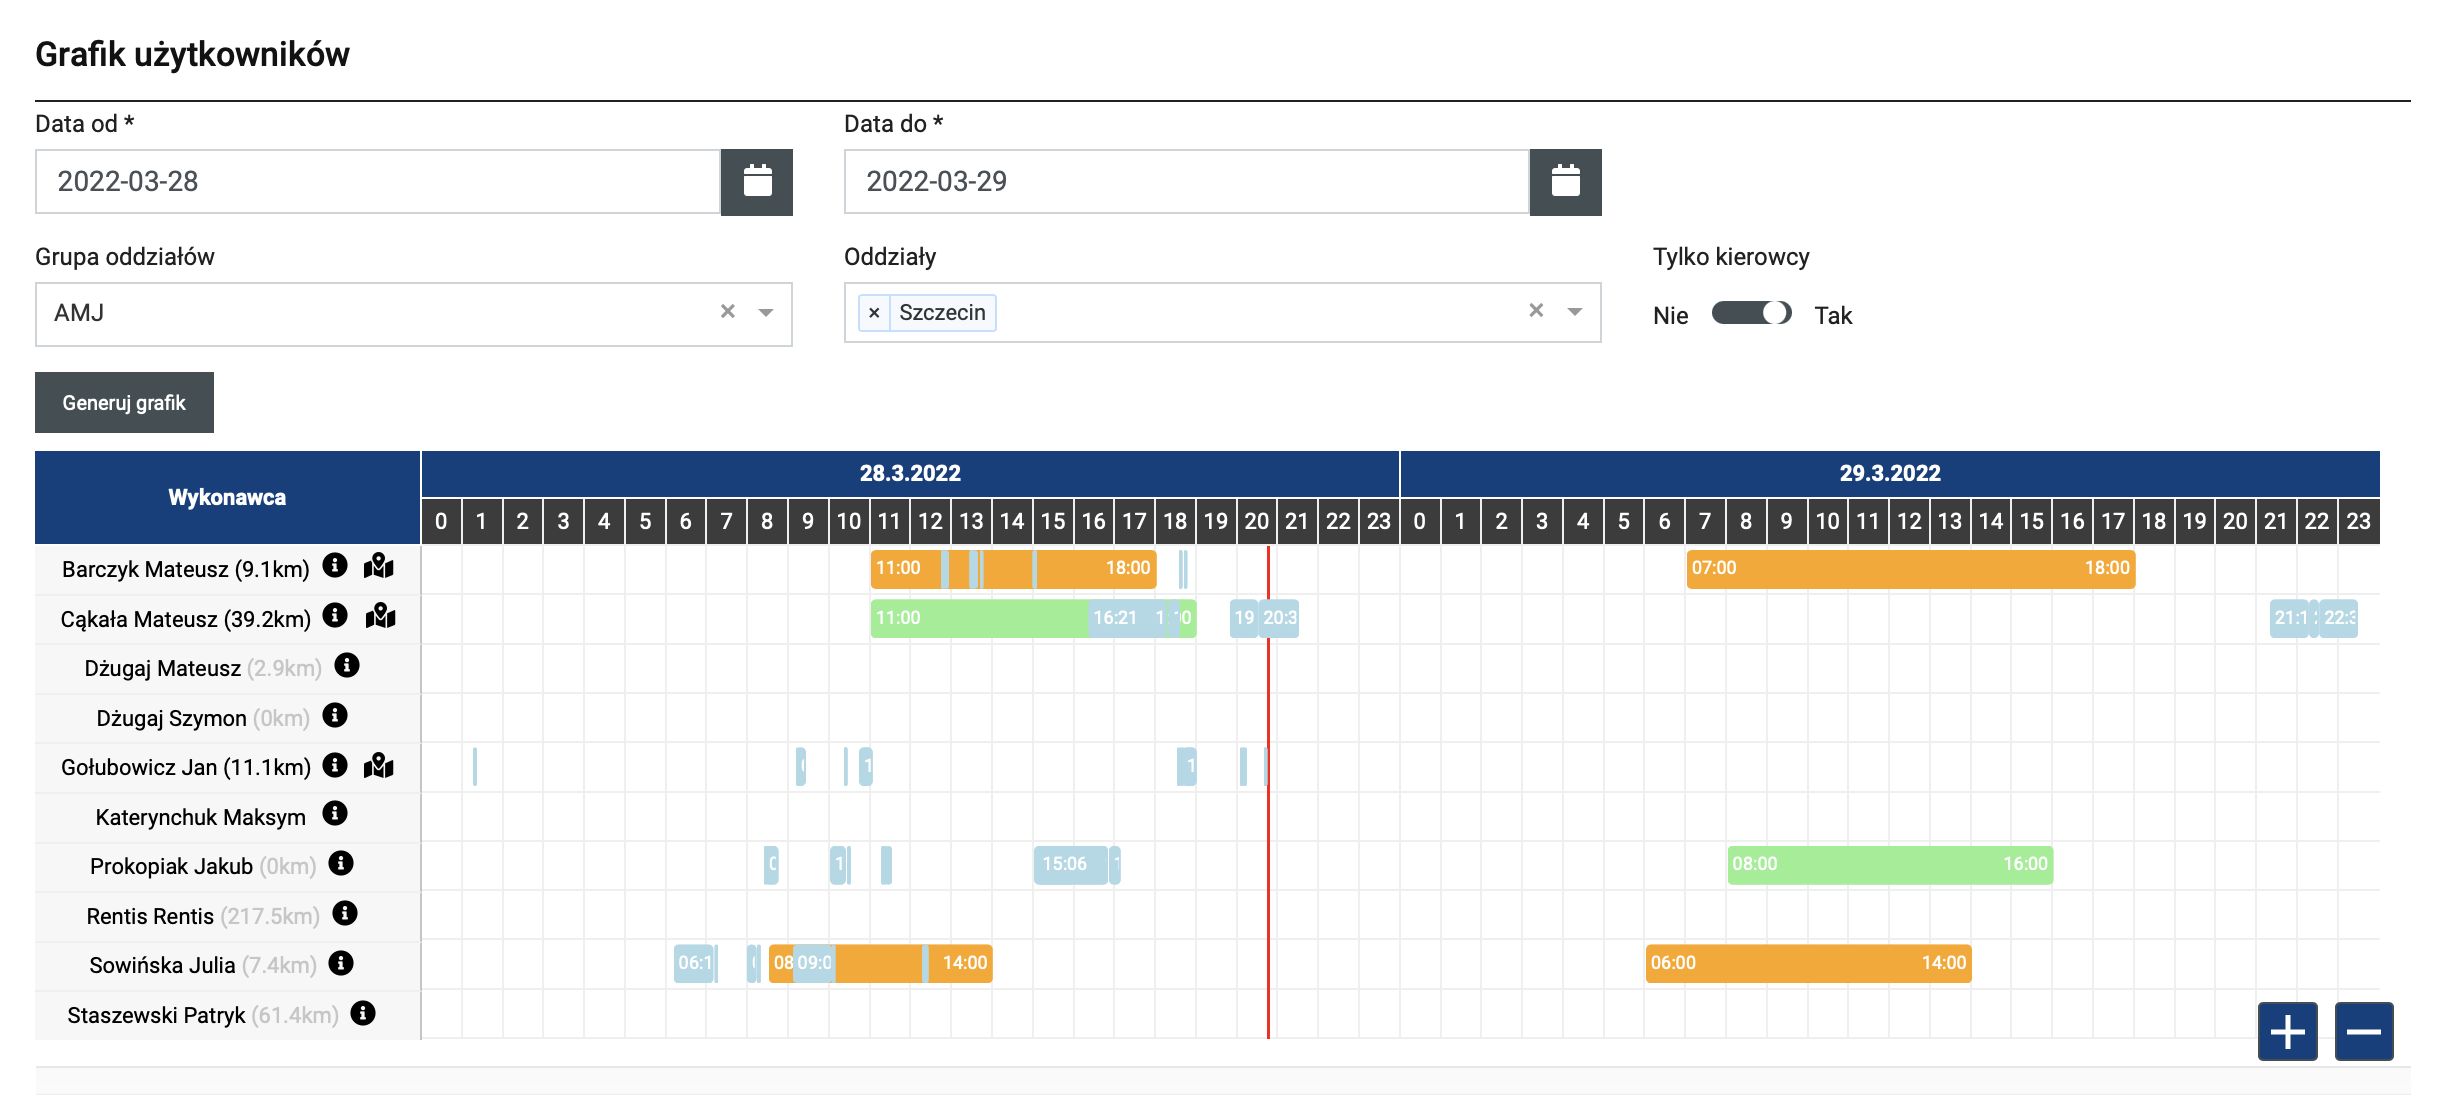 Grafik użytkowników
Data od *
Data do *
2022-03-28
2022-03-29
Grupa oddziałów
Oddziały
Tylko kierowcy
AMJ
× Szczecin
Nie
Tak
Generuj grafik
Wykonawca
28.3.2022
29.3.2022
0 1 2 3 4 5 6 7 8 9 10 11 12 13 14 15 16 17 18 19 20 21 22 23 0 1 2 3 4 5 6 7 8 9 10 11 12 13 14 15 16 17 18 19 20 21 22 23
Barczyk Mateusz (9.1km) 11:00 18:00 07:00 18:00
Cąkała Mateusz (39.2km) 11:00 16:21 19 20:3 21:1 22:3
Dżugaj Mateusz (2.9km)
Dżugaj Szymon (0km)
Gołubowicz Jan (11.1km)
Katerynchuk Maksym
Prokopiak Jakub (0km) 15:06 08:00 16:00
Rentis Rentis (217.5km)
Sowińska Julia (7.4km) 06:1 08 09:0 14:00 06:00 14:00
Staszewski Patryk (61.4km)